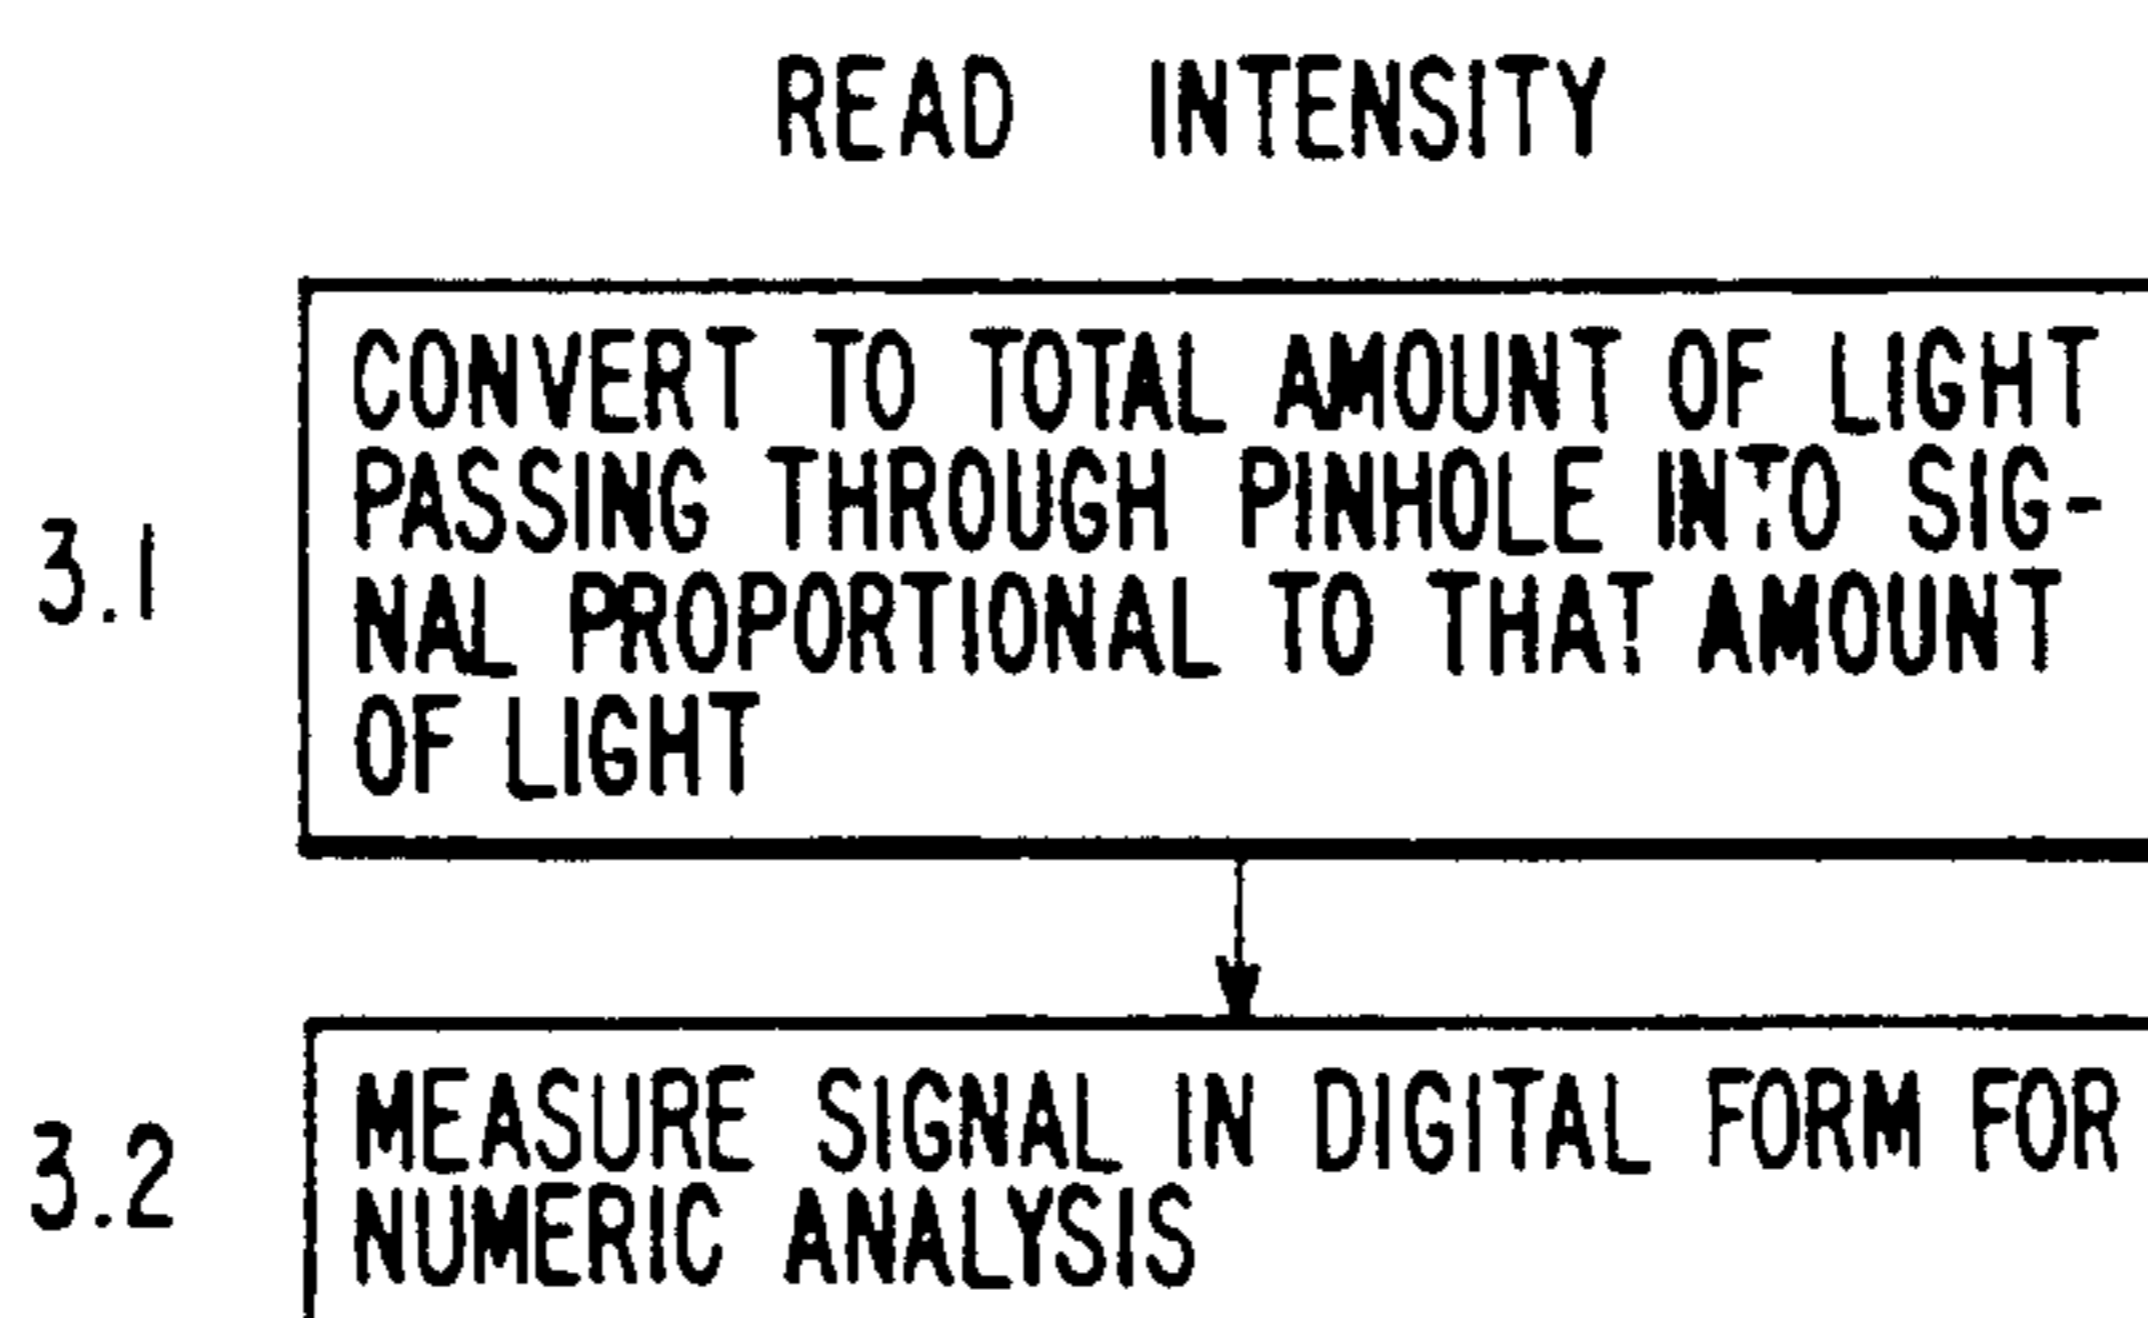 READ INTENSITY
CONVERT TO TOTAL AMOUNT OF LIGHT
PASSING THROUGH PINHOLE INTO SIG-
3.1
NAL PROPORTIONAL TO THAT AMOUNT
OF LIGHT
MEASURE SIGNAL IN DIGITAL FORM FOR
3.2
NUMERIC ANALYSIS